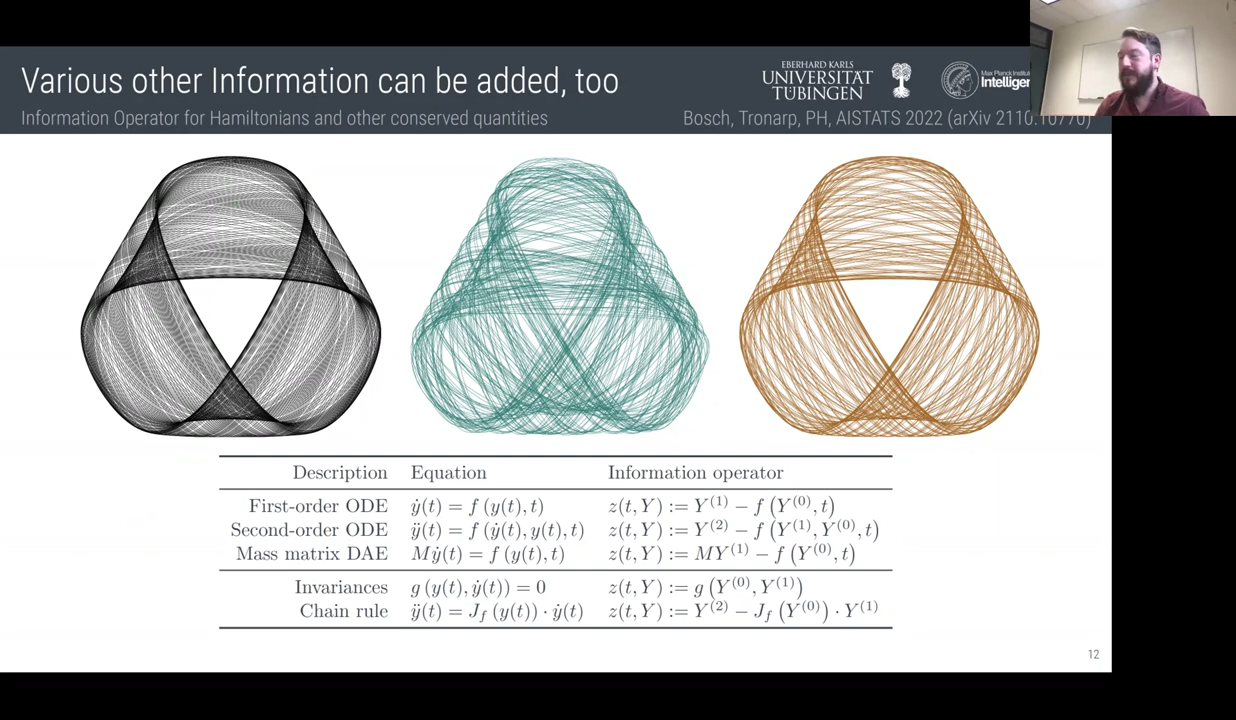 Various other Information can be added, too
Information Operator for Hamiltonians and other conserved quantities
EBERHARD KARLS
UNIVERSITÄT
TÜBINGEN
Max Planck
Bosch, Tronarp, PH, AISTATS 2022 (arXiv 2110.10770)
Description Equation Information operator
First-order ODE ẏ(t) = f (y(t), t) z(t, Y) := Y⁽¹⁾ − f (Y⁽⁰⁾, t)
Second-order ODE ÿ(t) = f (ẏ(t), y(t), t) z(t, Y) := Y⁽²⁾ − f (Y⁽¹⁾, Y⁽⁰⁾, t)
Mass matrix DAE Mẏ(t) = f (y(t), t) z(t, Y) := MY⁽¹⁾ − f (Y⁽⁰⁾, t)
Invariances g (y(t), ẏ(t)) = 0 z(t, Y) := g (Y⁽⁰⁾, Y⁽¹⁾)
Chain rule ÿ(t) = J_f (y(t)) · ẏ(t) z(t, Y) := Y⁽²⁾ − J_f (Y⁽⁰⁾) · Y⁽¹⁾
12